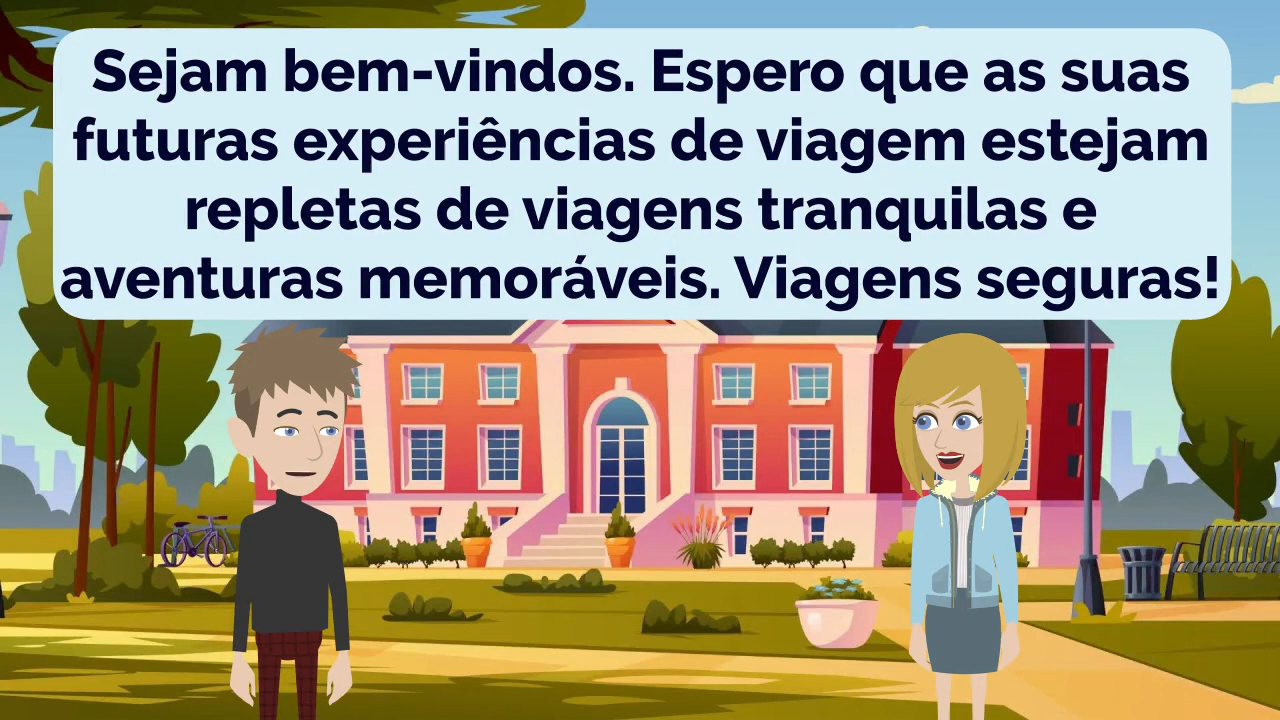 Sejam bem-vindos. Espero que as suas
futuras experiências de viagem estejam
repletas de viagens tranquilas e
aventuras memoráveis. Viagens seguras!